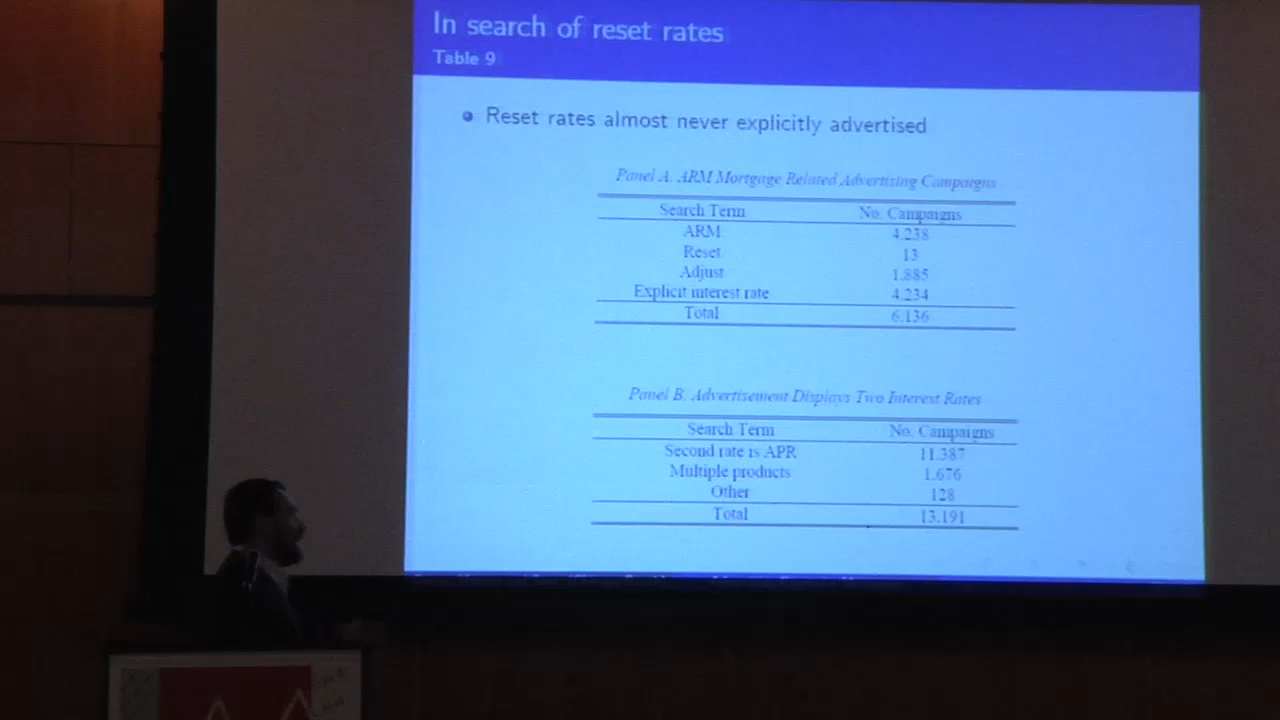 In search of reset rates
Table 9
Reset rates almost never explicitly advertised
Panel A. ARM Mortgage Related Advertising Campaigns
Search Term No. Campaigns
ARM 4,238
Reset 13
Adjust 1,885
Explicit interest rate 4,234
Total 6,136
Panel B. Advertisement Displays Two Interest Rates
Search Term No. Campaigns
Second rate is APR 11,387
Multiple products 1,676
Other 128
Total 13,191